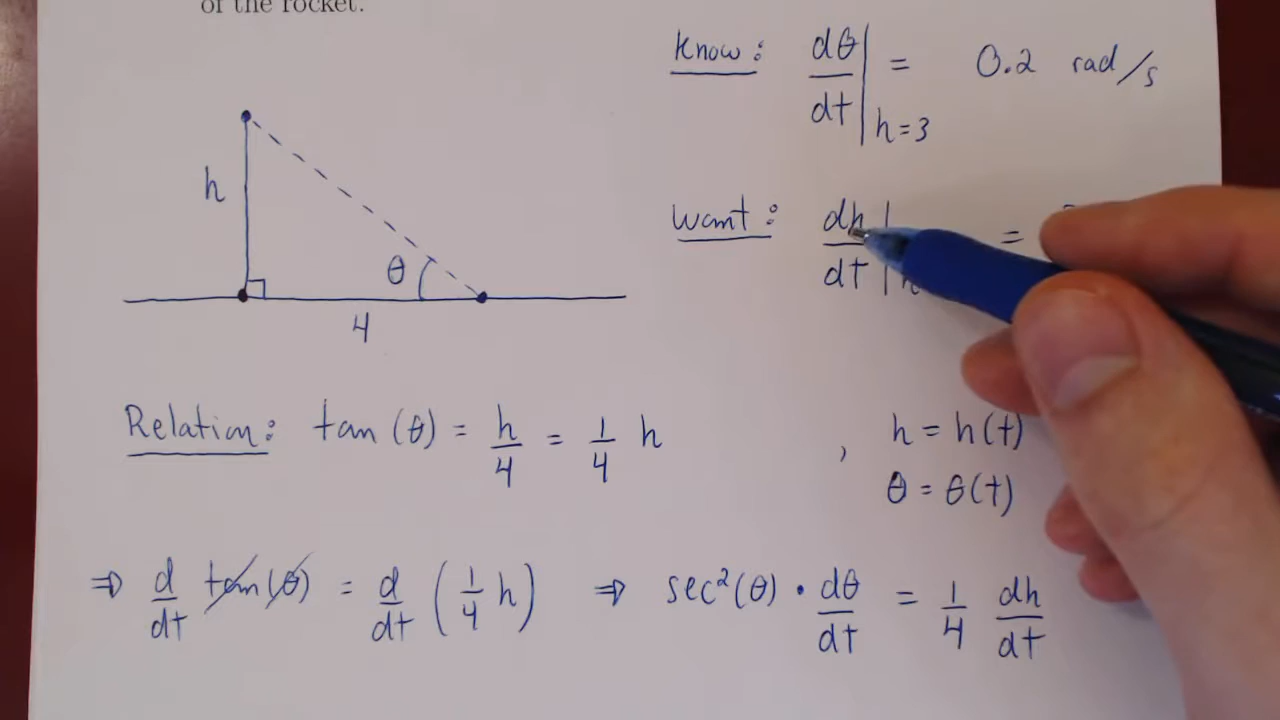 of the rocket.
Know: dθ/dt | h=3 = 0.2 rad/s
h
Want: dh/dt | h =
θ
4
Relation: tan(θ) = h/4 = 1/4 h , h = h(t)
θ = θ(t)
⇒ d/dt tan(θ) = d/dt (1/4 h) ⇒ sec²(θ) • dθ/dt = 1/4 dh/dt